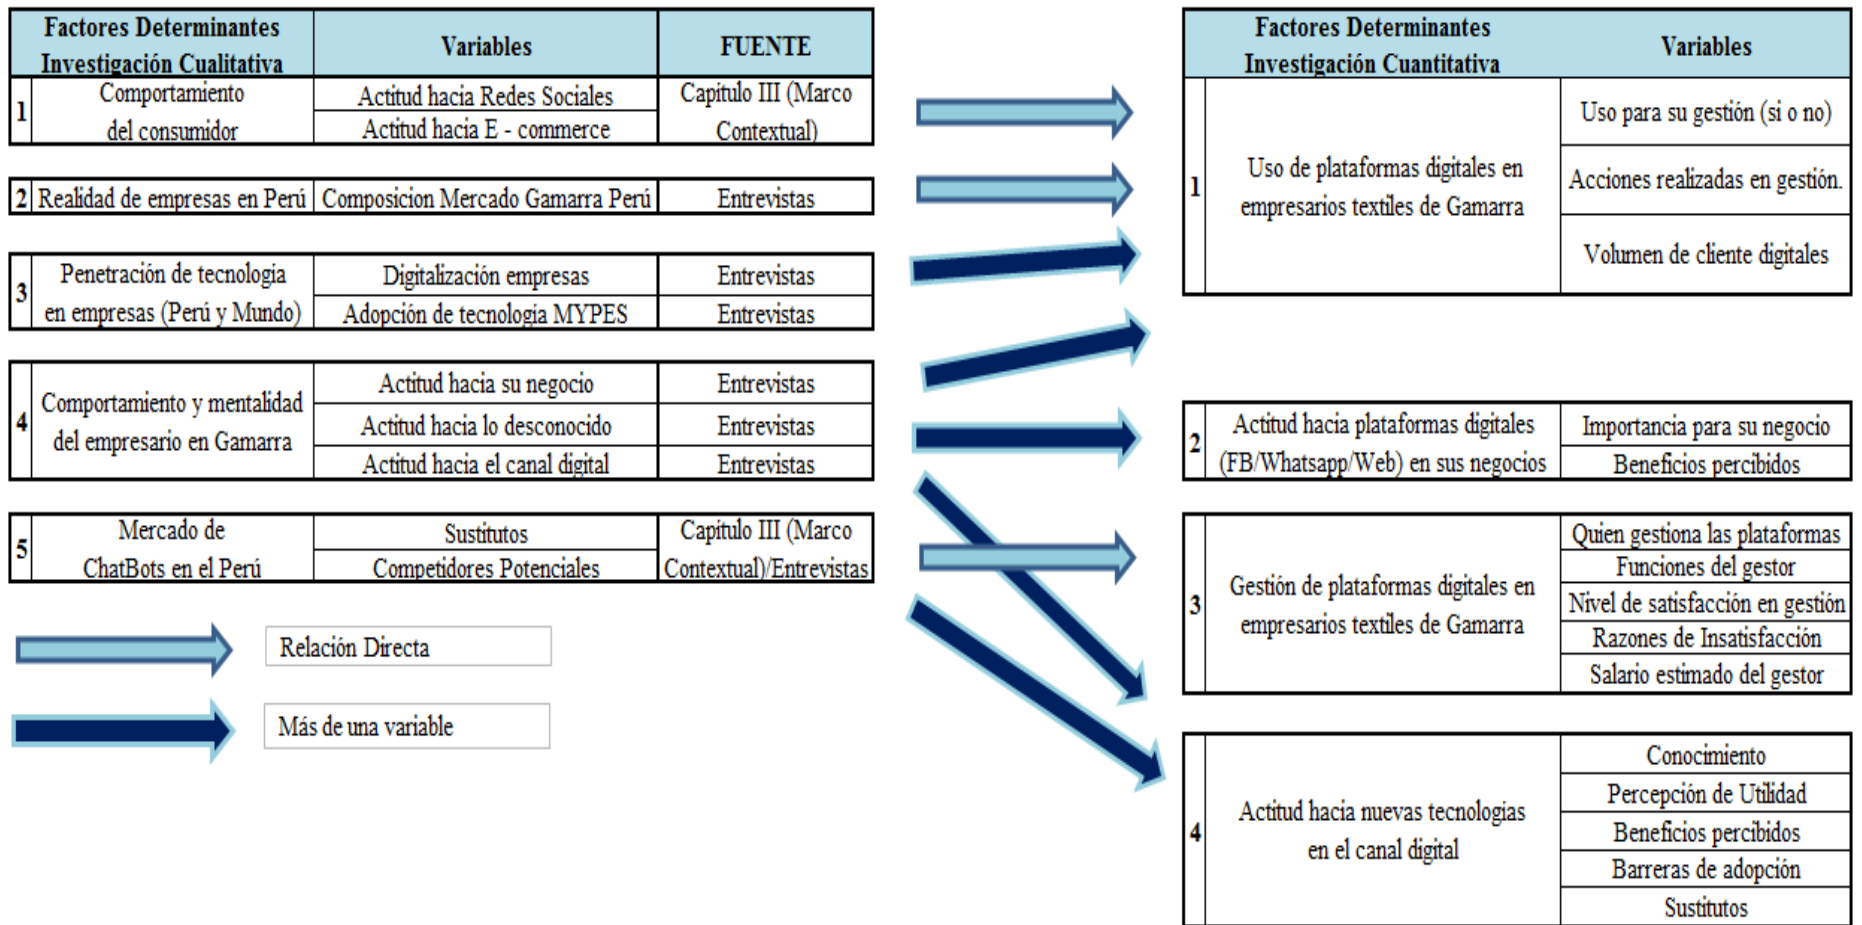 Factores Determinantes
Investigación Cualitativa
Variables
FUENTE
1
Comportamiento
del consumidor
Actitud hacia Redes Sociales
Actitud hacia E - commerce
Capítulo III (Marco
Contextual)
2
Realidad de empresas en Perú
Composicion Mercado Gamarra Perú
Entrevistas
3
Penetración de tecnología
en empresas (Perú y Mundo)
Digitalización empresas
Entrevistas
Adopción de tecnología MYPES
Entrevistas
4
Comportamiento y mentalidad
del empresario en Gamarra
Actitud hacia su negocio
Entrevistas
Actitud hacia lo desconocido
Entrevistas
Actitud hacia el canal digital
Entrevistas
5
Mercado de
ChatBots en el Perú
Sustitutos
Competidores Potenciales
Capítulo III (Marco
Contextual)/Entrevistas
Relación Directa
Más de una variable
Factores Determinantes
Investigación Cuantitativa
Variables
1
Uso de plataformas digitales en
empresarios textiles de Gamarra
Uso para su gestión (si o no)
Acciones realizadas en gestión.
Volumen de cliente digitales
2
Actitud hacia plataformas digitales
(FB/Whatsapp/Web) en sus negocios
Importancia para su negocio
Beneficios percibidos
3
Gestión de plataformas digitales en
empresarios textiles de Gamarra
Quien gestiona las plataformas
Funciones del gestor
Nivel de satisfacción en gestión
Razones de Insatisfacción
Salario estimado del gestor
4
Actitud hacia nuevas tecnologías
en el canal digital
Conocimiento
Percepción de Utilidad
Beneficios percibidos
Barreras de adopción
Sustitutos